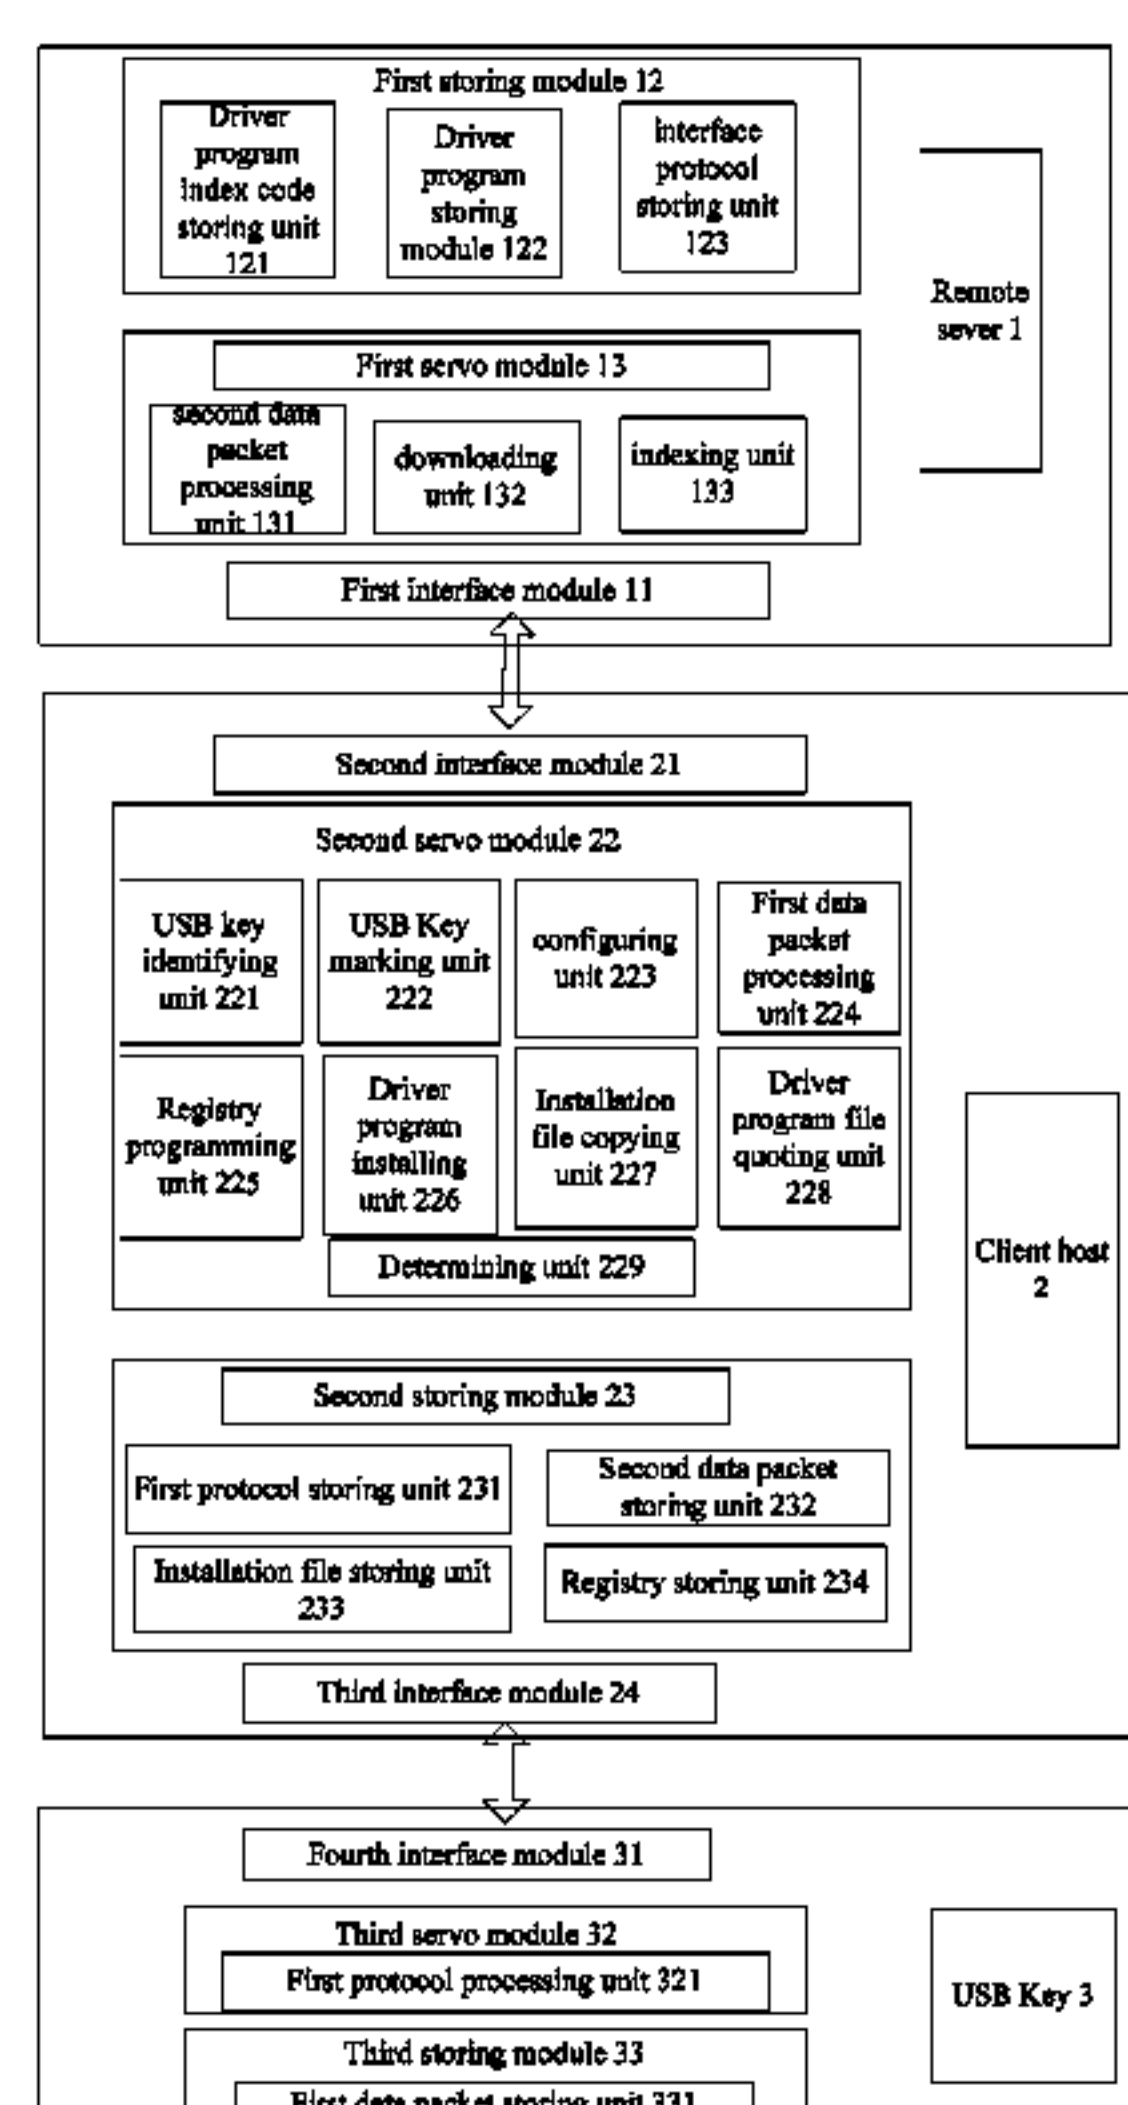 First storing module 12
Driver
program
index code
storing unit
121
Driver
program
storing
module 122
interface
protocol
storing unit
123
Remote
sever 1
First servo module 13
second data
packet
processing
unit 131
downloading
unit 132
indexing unit
133
First interface module 11
Second interface module 21
Second servo module 22
USB key
identifying
unit 221
USB Key
marking unit
222
configuring
unit 223
First data
packet
processing
unit 224
Registry
programming
unit 225
Driver
program
installing
unit 226
Installation
file copying
unit 227
Driver
program file
quoting unit
228
Determining unit 229
Client host
2
Second storing module 23
First protocol storing unit 231
Second data packet
storing unit 232
Installation file storing unit
233
Registry storing unit 234
Third interface module 24
Fourth interface module 31
Third servo module 32
First protocol processing unit 321
USB Key 3
Third storing module 33
First data packet storing unit 331